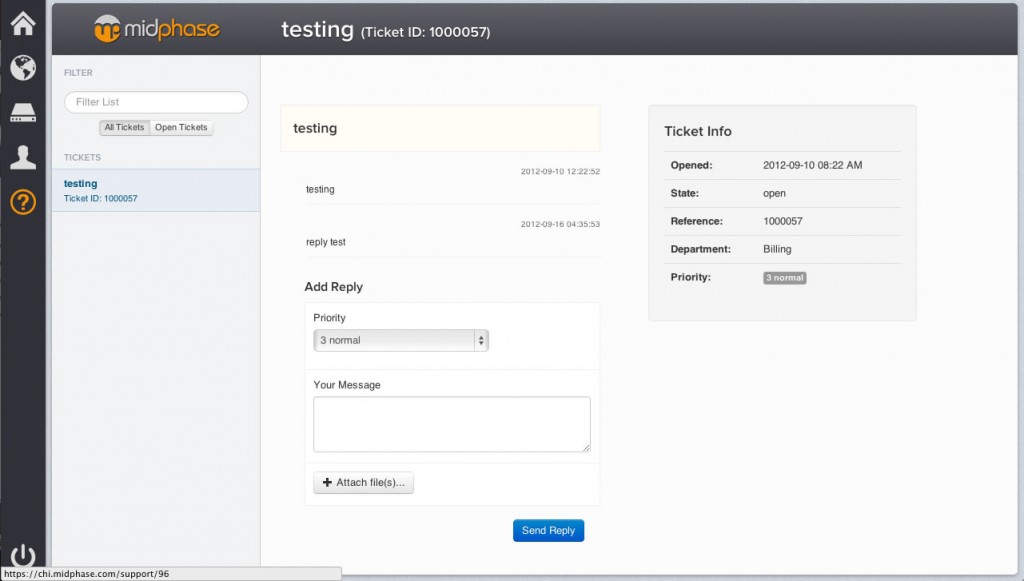 midphase
testing (Ticket ID: 1000057)
FILTER
Filter List
All Tickets Open Tickets
TICKETS
testing
Ticket ID: 1000057
testing
2012-09-10 12:22:52
testing
2012-09-16 04:35:53
reply test
Add Reply
Priority
3 normal
Your Message
+ Attach file(s)...
Send Reply
Ticket Info
Opened: 2012-09-10 08:22 AM
State: open
Reference: 1000057
Department: Billing
Priority: 3 normal
https://chi.midphase.com/support/96